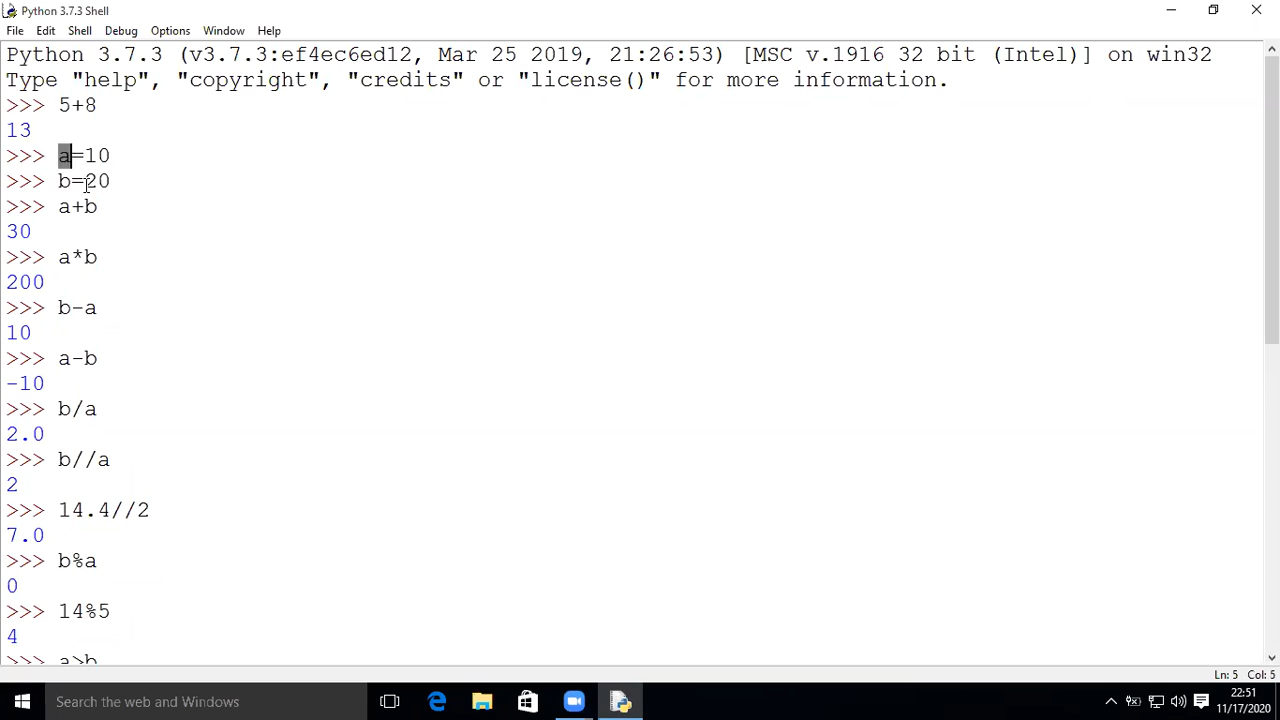 Python 3.7.3 Shell
File Edit Shell Debug Options Window Help
Python 3.7.3 (v3.7.3:ef4ec6ed12, Mar 25 2019, 21:26:53) [MSC v.1916 32 bit (Intel)] on win32
Type "help", "copyright", "credits" or "license()" for more information.
>>> 5+8
13
>>> a=10
>>> b=20
>>> a+b
30
>>> a*b
200
>>> b-a
10
>>> a-b
-10
>>> b/a
2.0
>>> b//a
2
>>> 14.4//2
7.0
>>> b%a
0
>>> 14%5
4
>>> a>b
Ln: 5 Col: 5
Search the web and Windows
22:51
11/17/2020